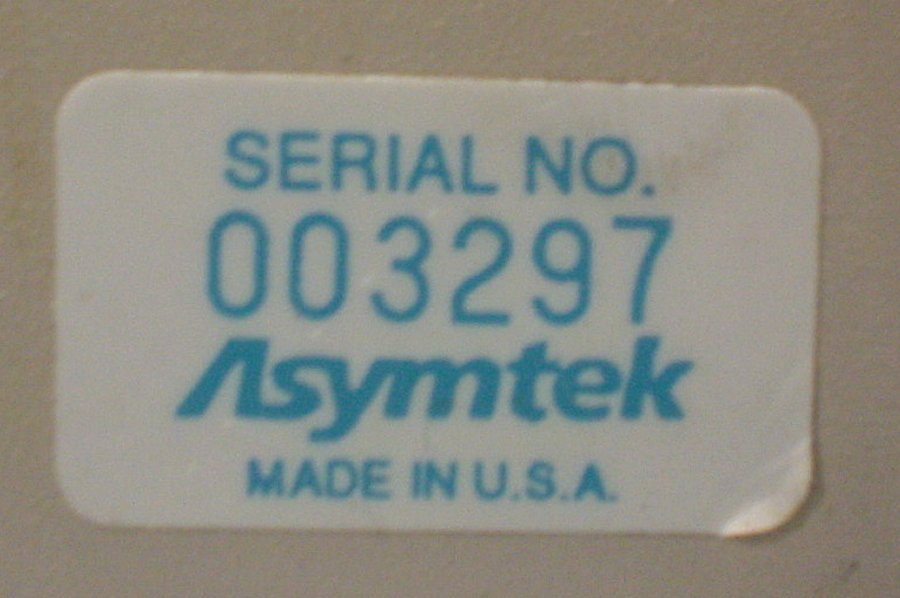 SERIAL NO.
003297
Asymtek
MADE IN U.S.A.